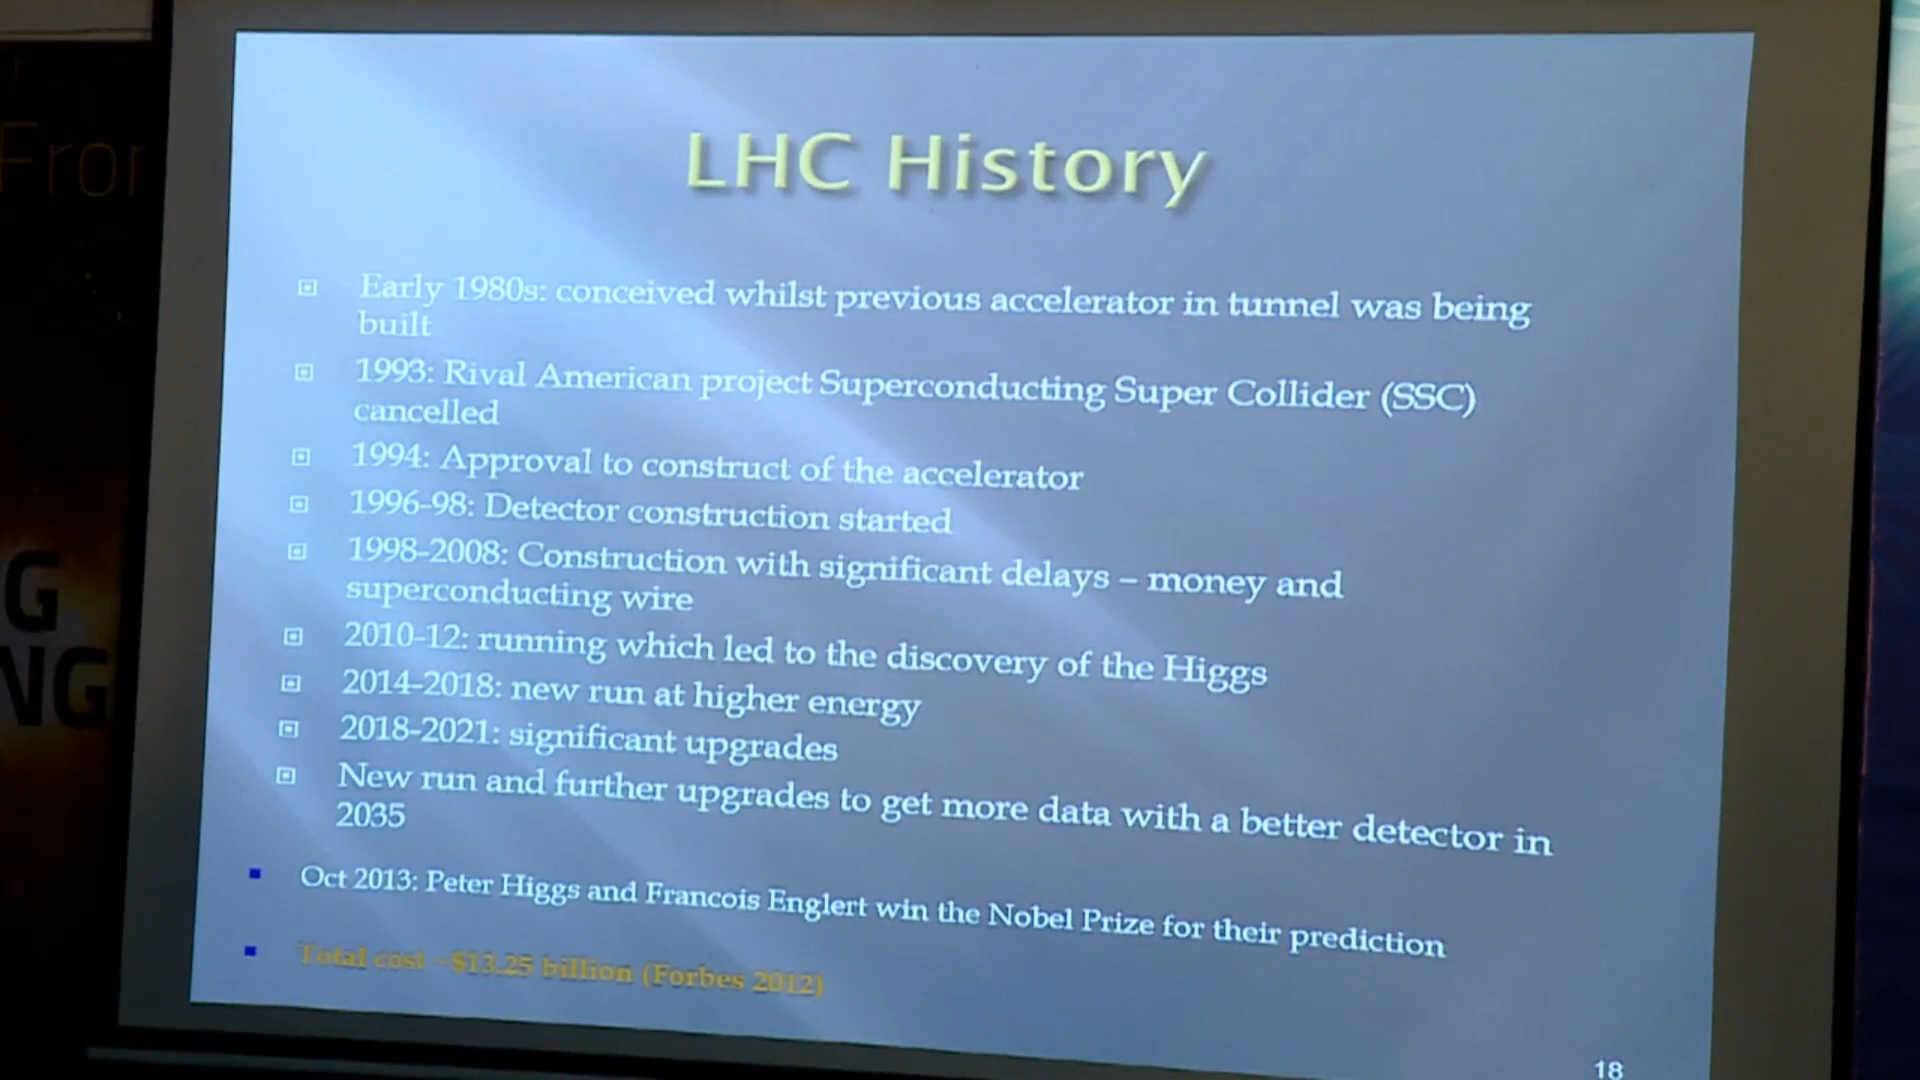 Fron
G
NG
LHC History
Early 1980s: conceived whilst previous accelerator in tunnel was being
built
1993: Rival American project Superconducting Super Collider (SSC)
cancelled
1994: Approval to construct of the accelerator
1996-98: Detector construction started
1998-2008: Construction with significant delays – money and
superconducting wire
2010-12: running which led to the discovery of the Higgs
2014-2018: new run at higher energy
2018-2021: significant upgrades
New run and further upgrades to get more data with a better detector in
2035
Oct 2013: Peter Higgs and Francois Englert win the Nobel Prize for their prediction
Total cost ~$13.25 billion (Forbes 2012)
18